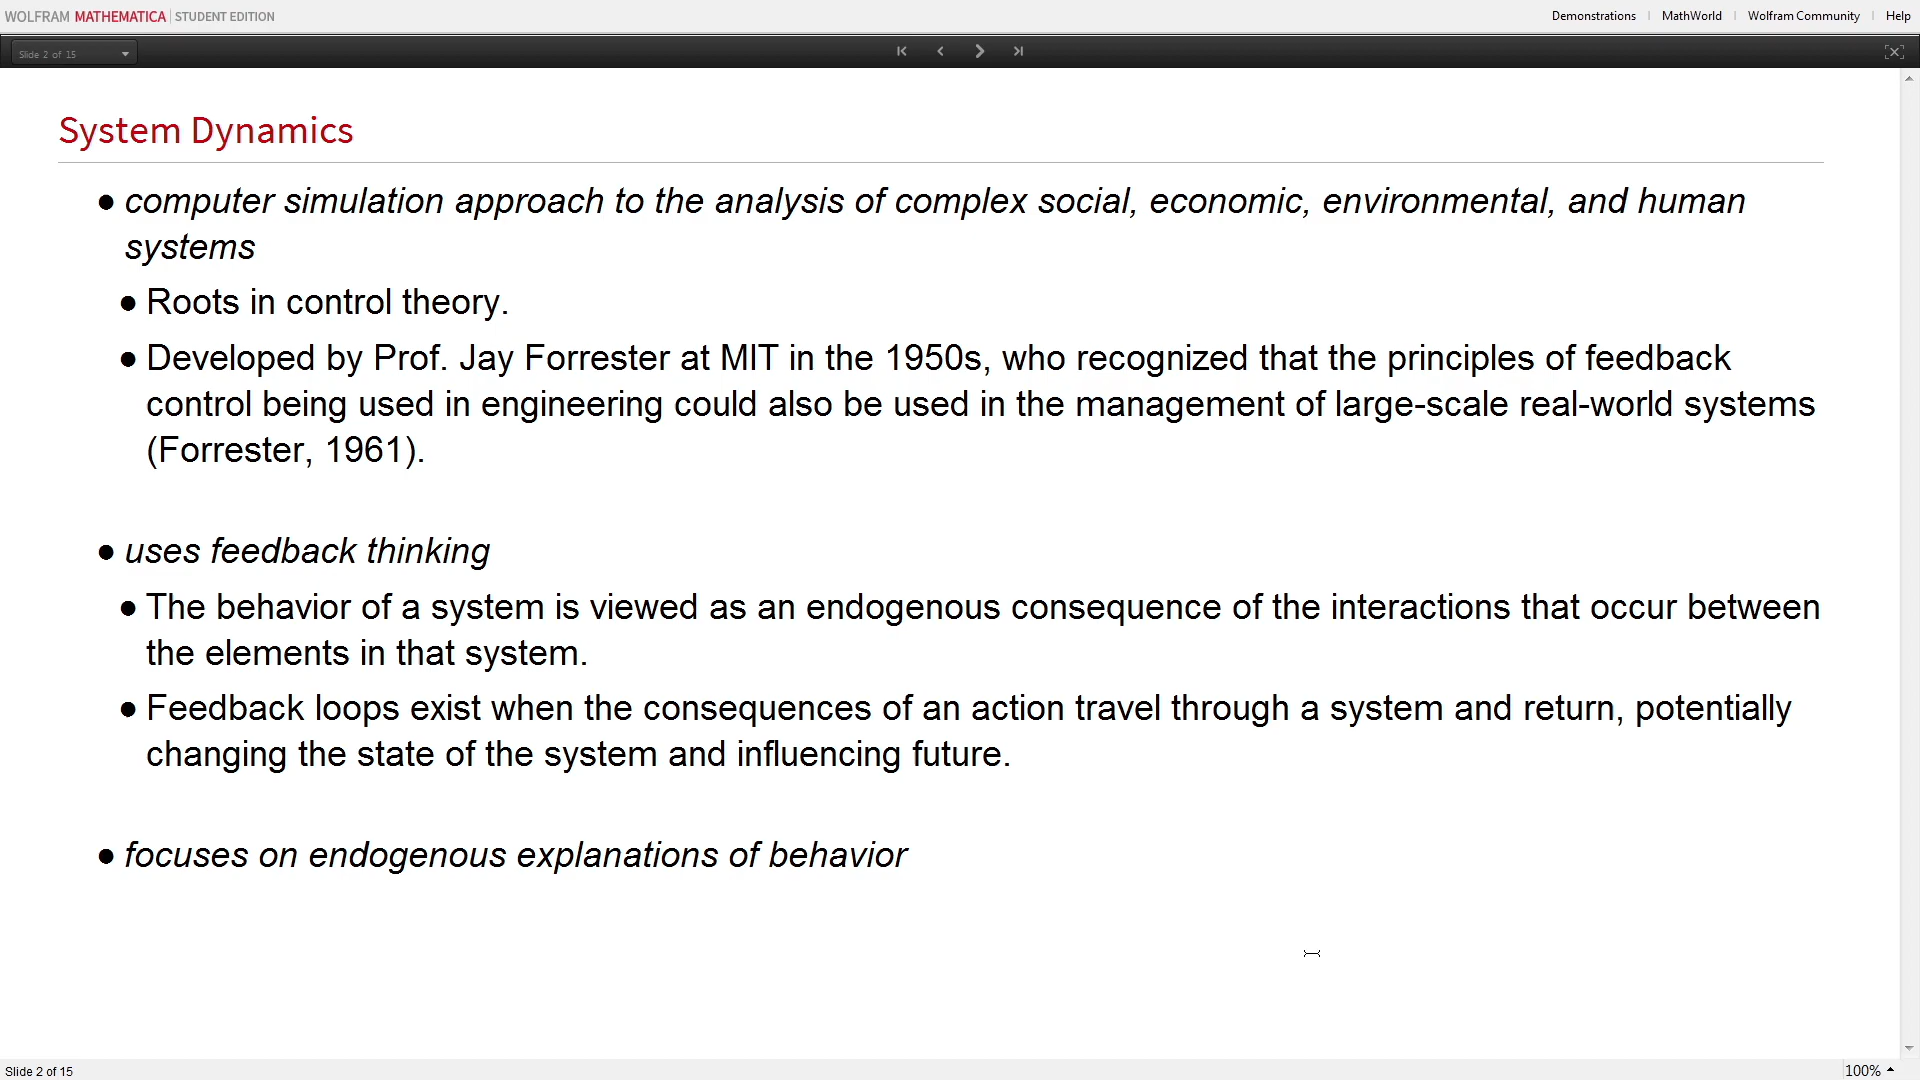 WOLFRAM MATHEMATICA STUDENT EDITION
Demonstrations MathWorld Wolfram Community Help
Slide 2 of 15
System Dynamics
● computer simulation approach to the analysis of complex social, economic, environmental, and human
systems
● Roots in control theory.
● Developed by Prof. Jay Forrester at MIT in the 1950s, who recognized that the principles of feedback
control being used in engineering could also be used in the management of large-scale real-world systems
(Forrester, 1961).
● uses feedback thinking
● The behavior of a system is viewed as an endogenous consequence of the interactions that occur between
the elements in that system.
● Feedback loops exist when the consequences of an action travel through a system and return, potentially
changing the state of the system and influencing future.
● focuses on endogenous explanations of behavior
Slide 2 of 15
100%